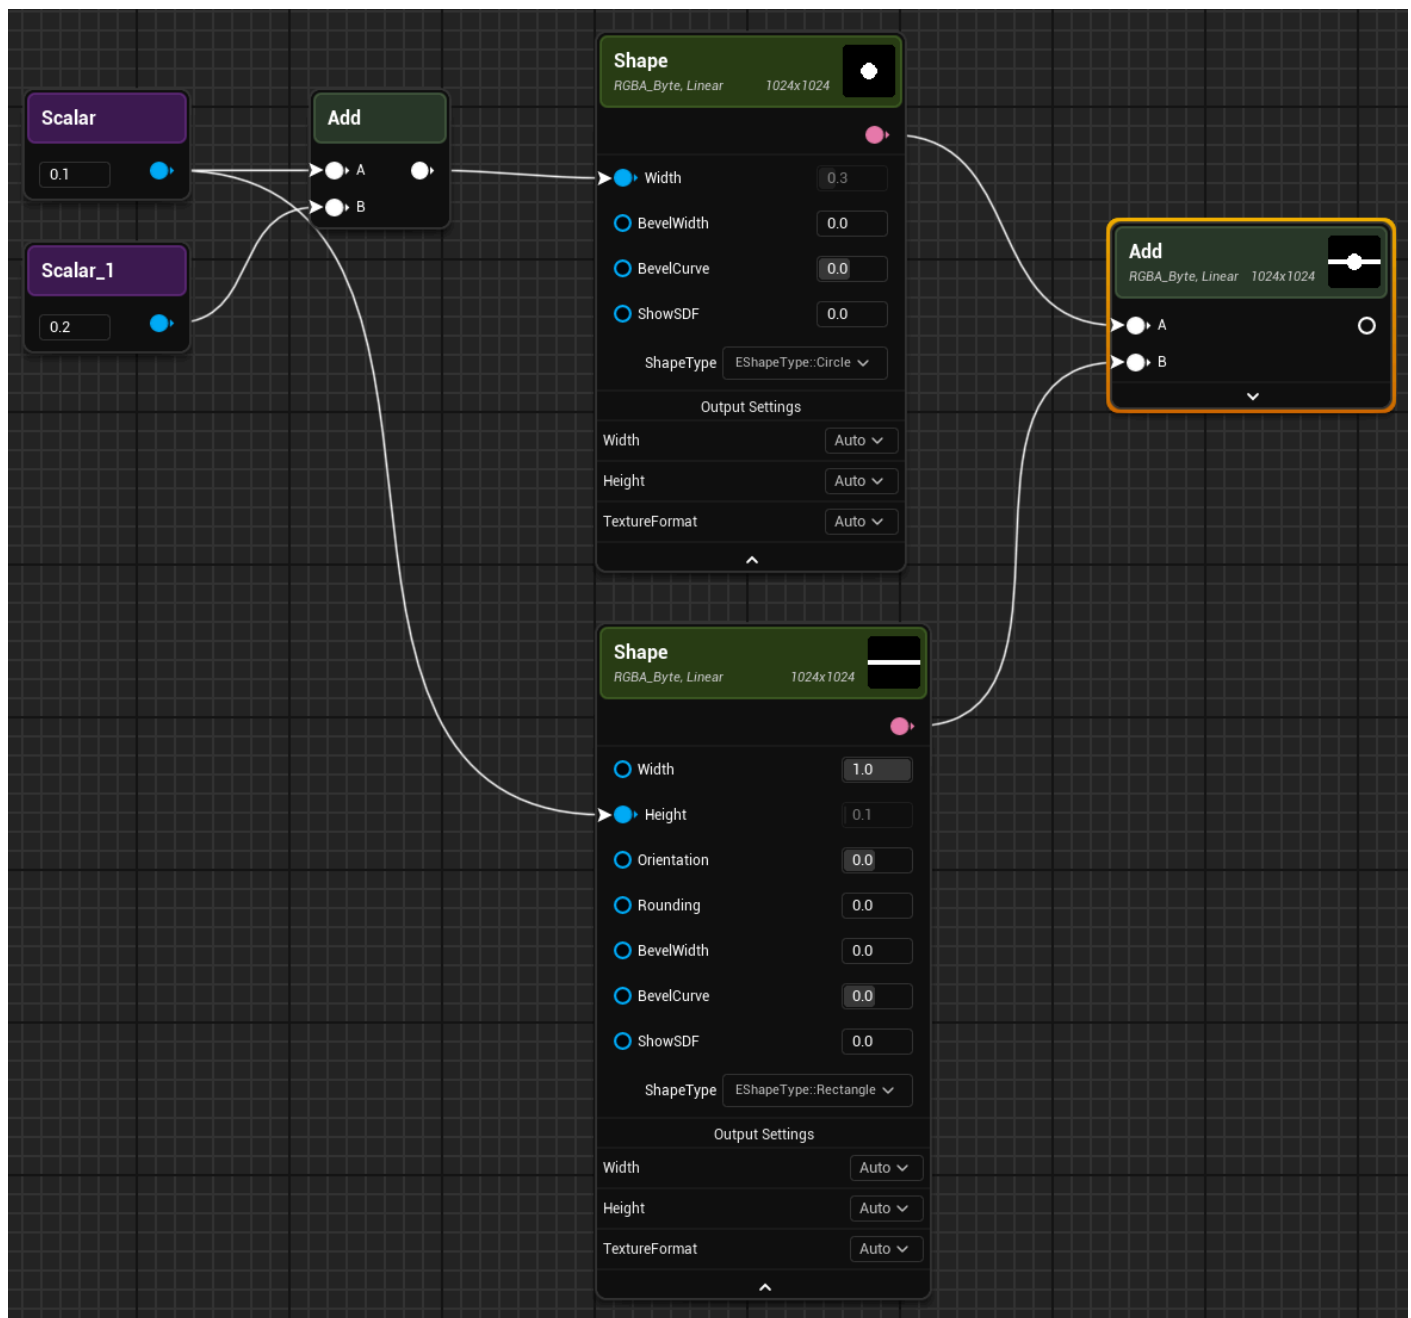 Scalar
0.1
Scalar_1
0.2
Add
A
B
Shape
RGBA_Byte, Linear 1024x1024
Width 0.3
BevelWidth 0.0
BevelCurve 0.0
ShowSDF 0.0
ShapeType EShapeType::Circle
Output Settings
Width Auto
Height Auto
TextureFormat Auto
Shape
RGBA_Byte, Linear 1024x1024
Width 1.0
Height 0.1
Orientation 0.0
Rounding 0.0
BevelWidth 0.0
BevelCurve 0.0
ShowSDF 0.0
ShapeType EShapeType::Rectangle
Output Settings
Width Auto
Height Auto
TextureFormat Auto
Add
RGBA_Byte, Linear 1024x1024
A
B